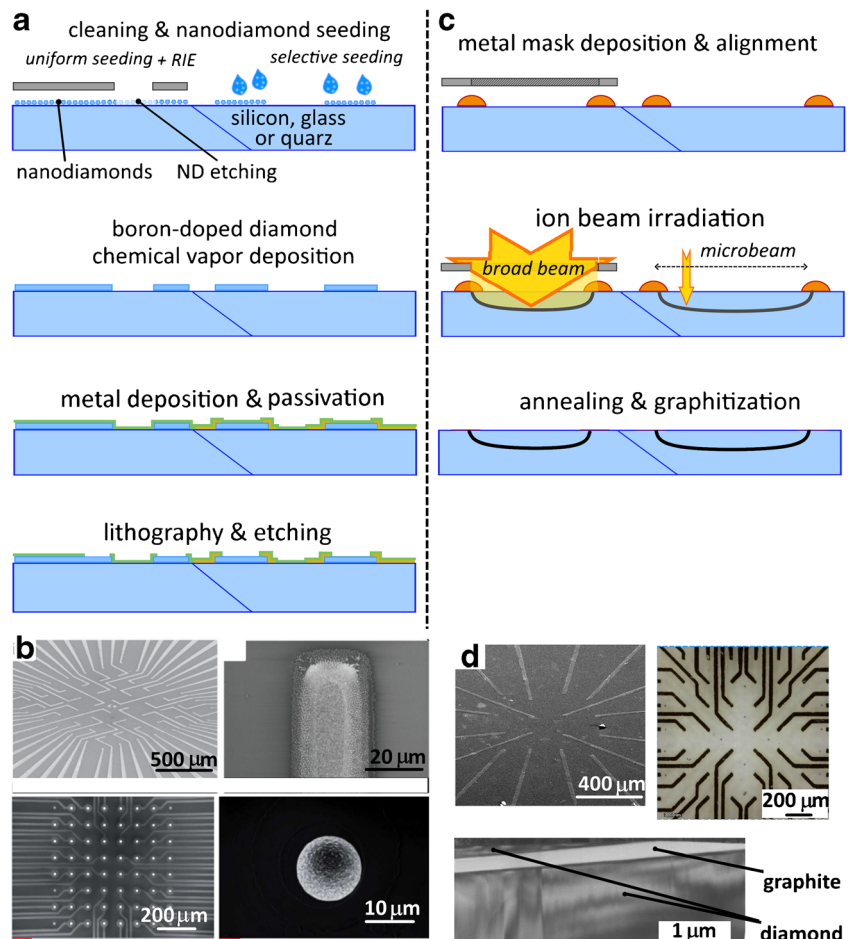 a
cleaning & nanodiamond seeding
uniform seeding + RIE
selective seeding
silicon, glass
or quarz
nanodiamonds
ND etching
boron-doped diamond
chemical vapor deposition
metal deposition & passivation
lithography & etching
b
500 μm
20 μm
200 μm
10 μm
c
metal mask deposition & alignment
ion beam irradiation
broad beam
microbeam
annealing & graphitization
d
400 μm
200 μm
graphite
1 μm
diamond